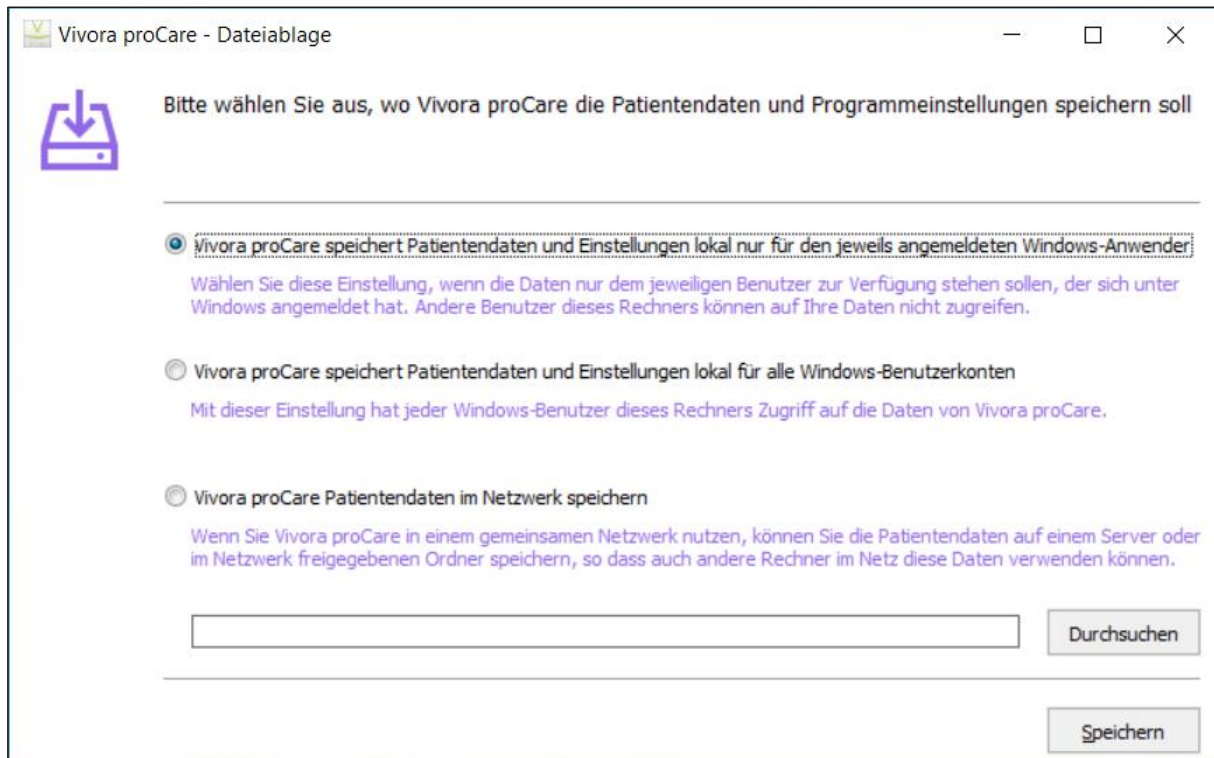 Vivora proCare - Dateiablage
Bitte wählen Sie aus, wo Vivora proCare die Patientendaten und Programmeinstellungen speichern soll
Vivora proCare speichert Patientendaten und Einstellungen lokal nur für den jeweils angemeldeten Windows-Anwender
Wählen Sie diese Einstellung, wenn die Daten nur dem jeweiligen Benutzer zur Verfügung stehen sollen, der sich unter
Windows angemeldet hat. Andere Benutzer dieses Rechners können auf Ihre Daten nicht zugreifen.
Vivora proCare speichert Patientendaten und Einstellungen lokal für alle Windows-Benutzerkonten
Mit dieser Einstellung hat jeder Windows-Benutzer dieses Rechners Zugriff auf die Daten von Vivora proCare.
Vivora proCare Patientendaten im Netzwerk speichern
Wenn Sie Vivora proCare in einem gemeinsamen Netzwerk nutzen, können Sie die Patientendaten auf einem Server oder
im Netzwerk freigegebenen Ordner speichern, so dass auch andere Rechner im Netz diese Daten verwenden können.
Durchsuchen
Speichern